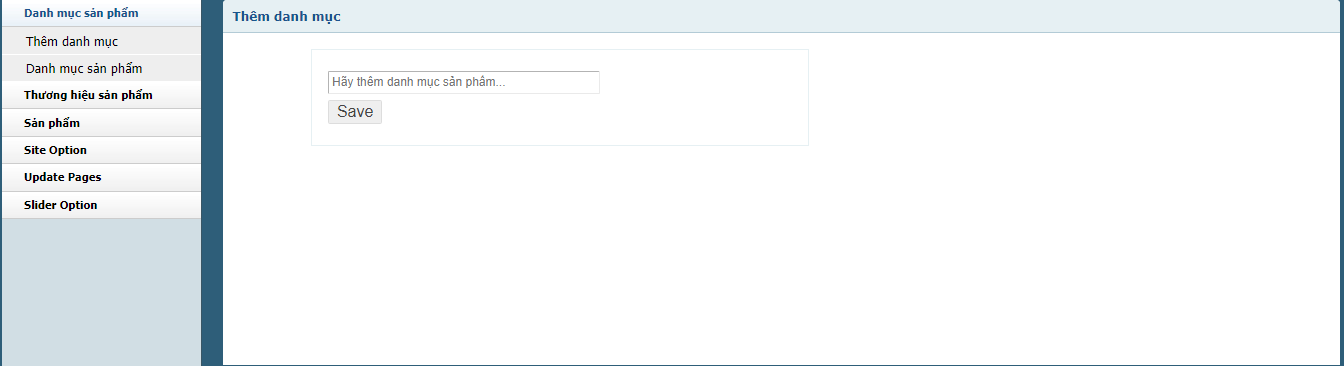 Danh mục sản phẩm
Thêm danh mục
Danh mục sản phẩm
Thương hiệu sản phẩm
Sản phẩm
Site Option
Update Pages
Slider Option
Thêm danh mục
Hãy thêm danh mục sản phẩm...
Save